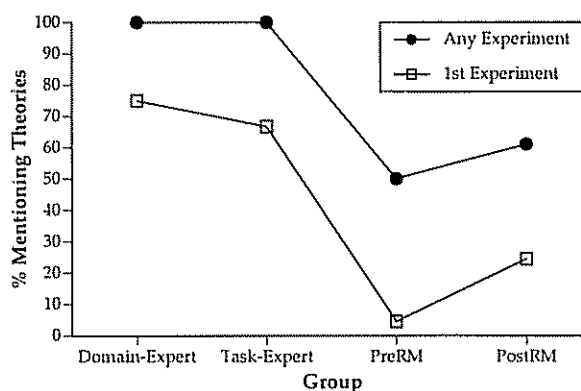 100
90
80
70
60
50
40
30
20
10
0
% Mentioning Theories
Any Experiment
1st Experiment
Domain-Expert Task-Expert PreRM PostRM
Group